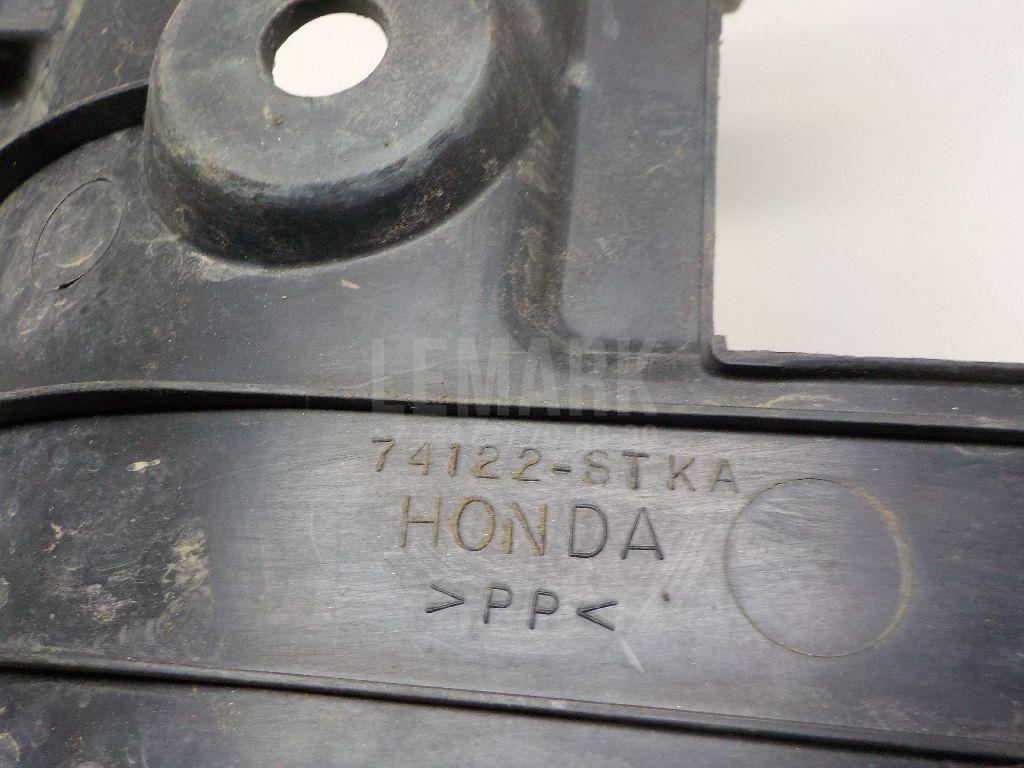 LEMARK
74122-STKA
HONDA
>PP<